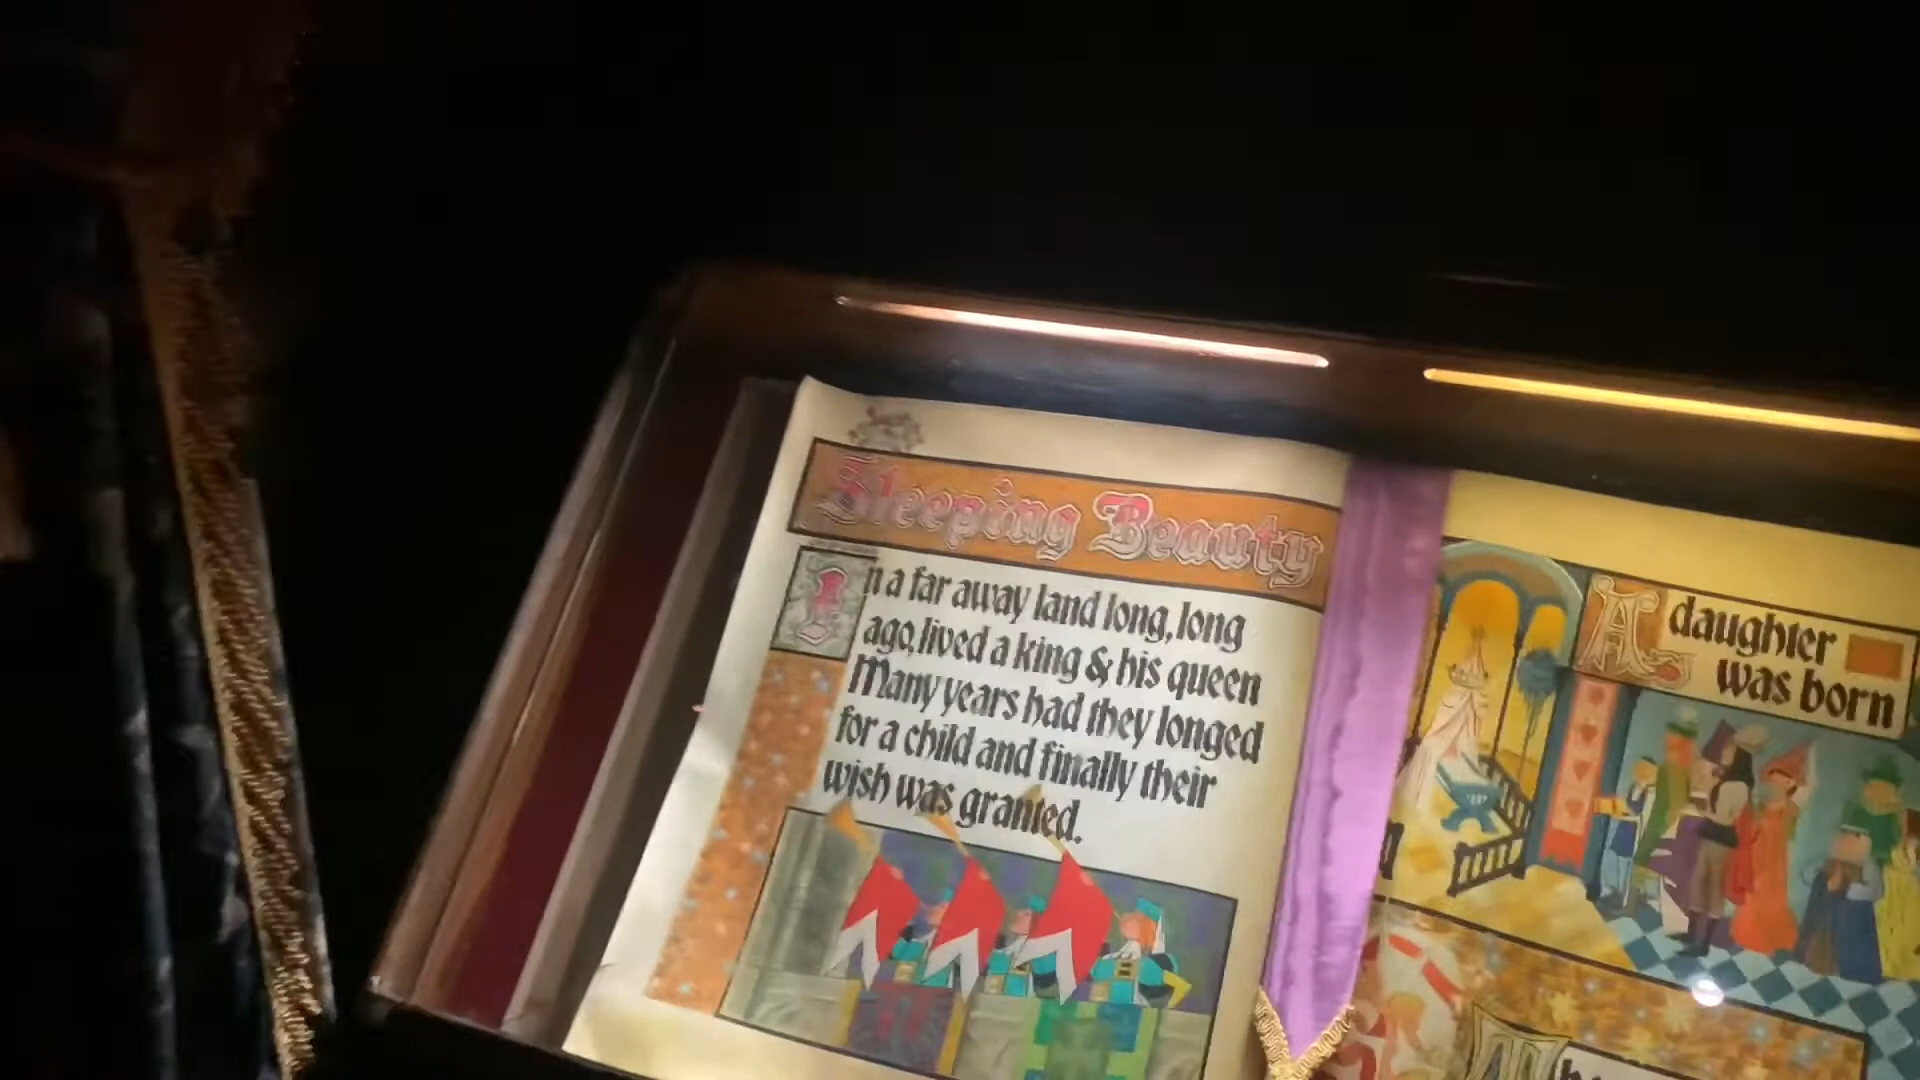 Sleeping Beauty
In a far away land long, long
ago, lived a king & his queen
Many years had they longed
for a child and finally their
wish was granted.
A daughter
was born